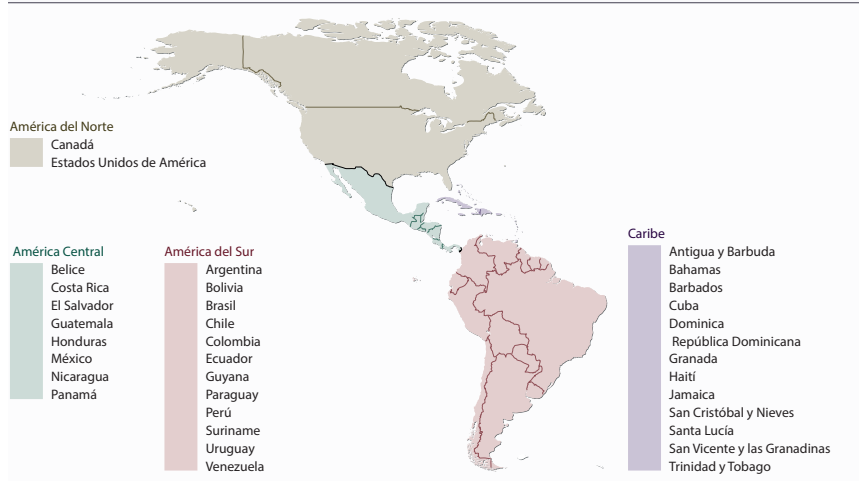 América del Norte
Canadá
Estados Unidos de América
América Central
Belice
Costa Rica
El Salvador
Guatemala
Honduras
México
Nicaragua
Panamá
América del Sur
Argentina
Bolivia
Brasil
Chile
Colombia
Ecuador
Guyana
Paraguay
Perú
Suriname
Uruguay
Venezuela
Caribe
Antigua y Barbuda
Bahamas
Barbados
Cuba
Dominica
República Dominicana
Granada
Haití
Jamaica
San Cristóbal y Nieves
Santa Lucía
San Vicente y las Granadinas
Trinidad y Tobago